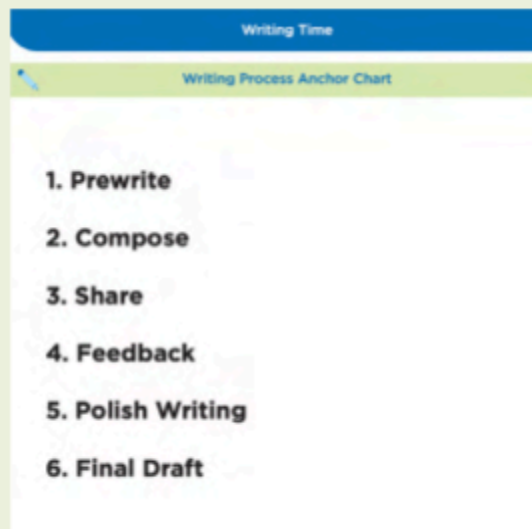 Writing Time
Writing Process Anchor Chart
1. Prewrite
2. Compose
3. Share
4. Feedback
5. Polish Writing
6. Final Draft